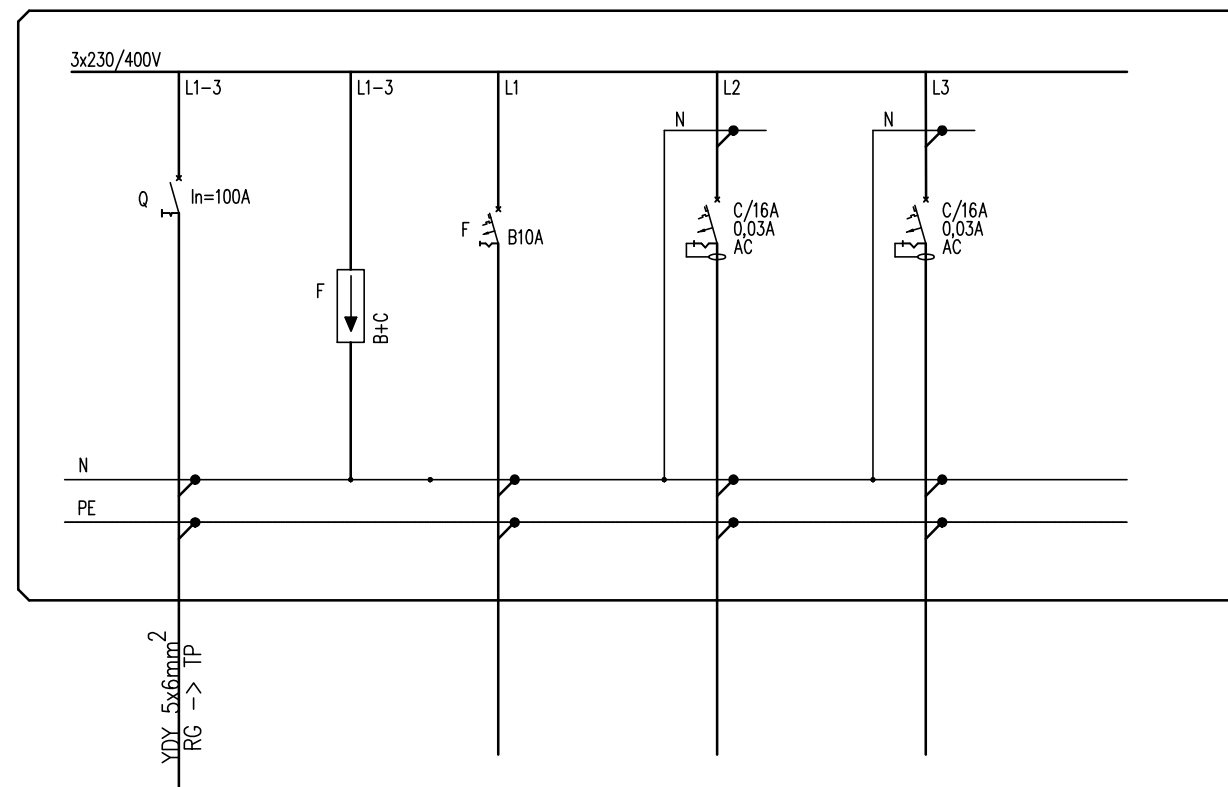 3x230/400V
L1-3
L1-3
L1
L2
L3
N
N
Q
In=100A
F
B10A
C/16A
0,03A
AC
C/16A
0,03A
AC
F
B+C
N
PE
YDY 5x6mm²
RG -> TP